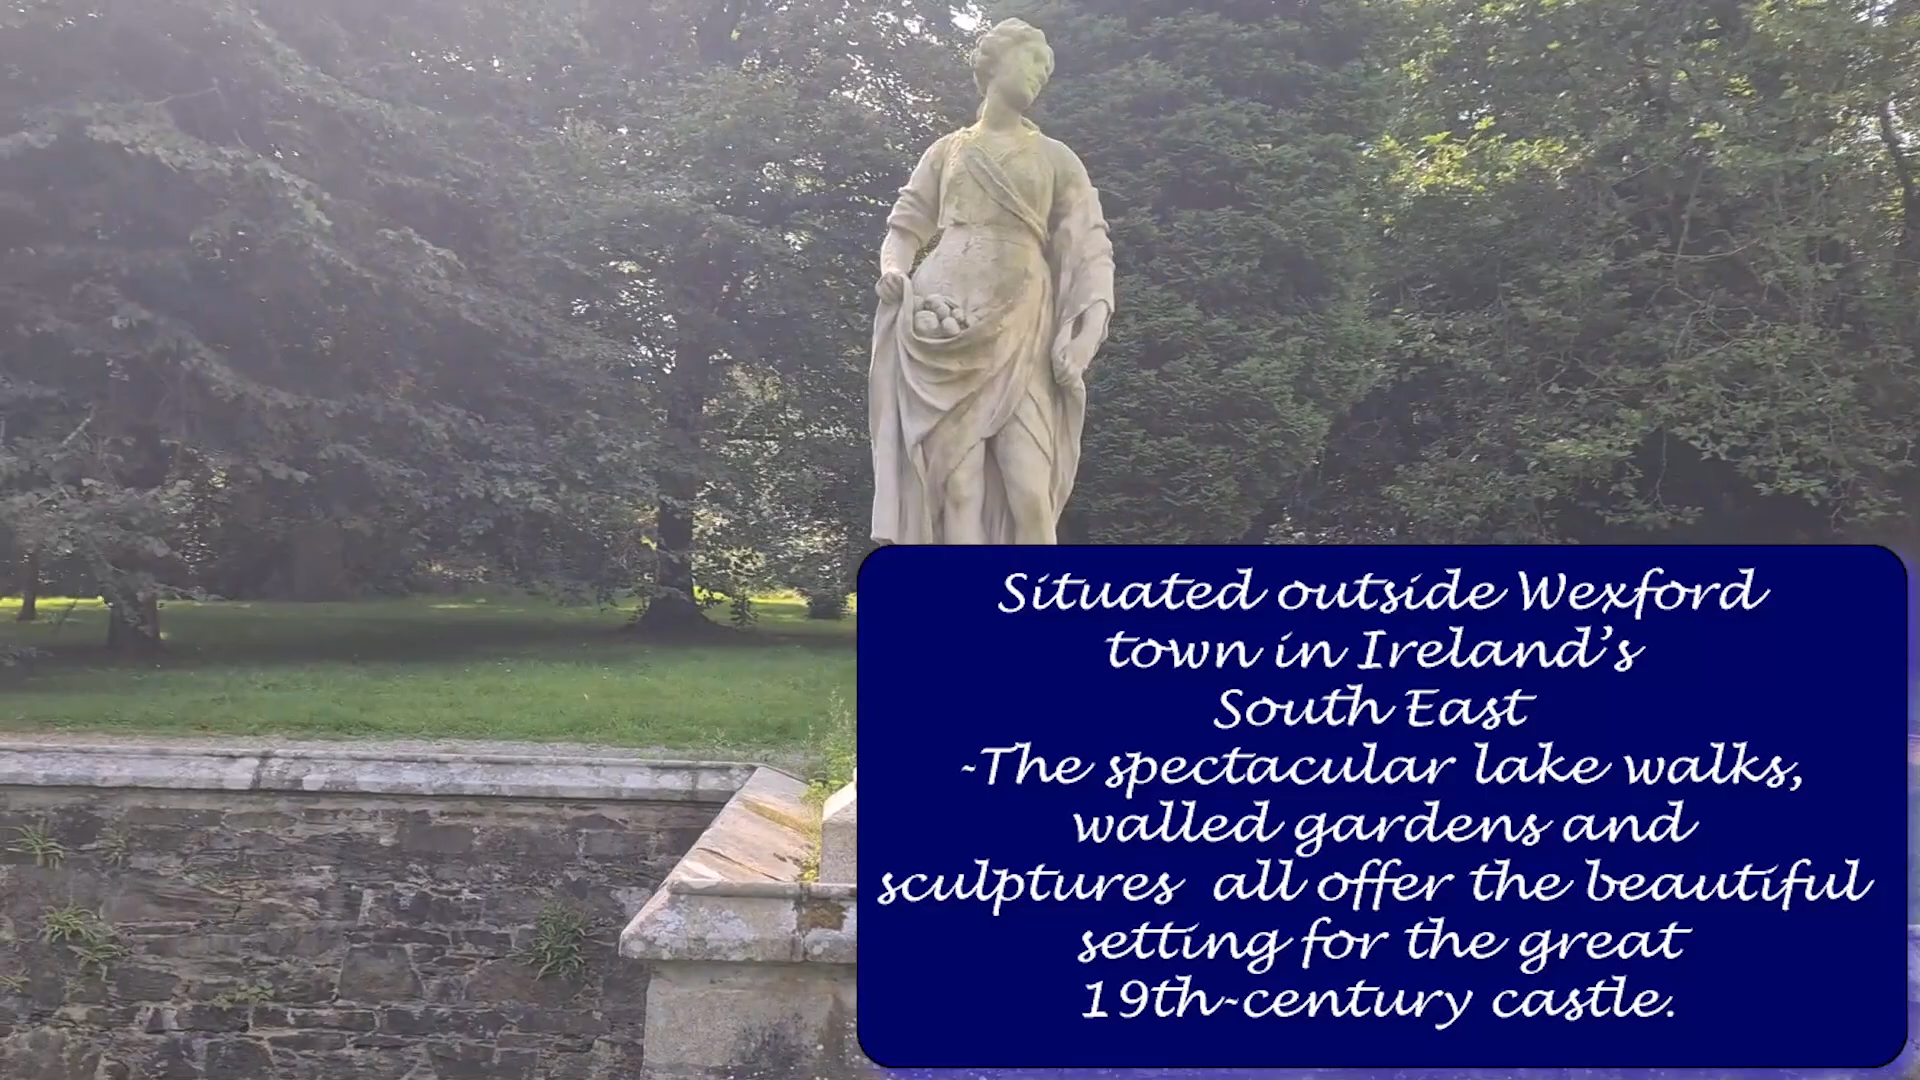 Situated outside Wexford
town in Ireland’s
South East
-The spectacular lake walks,
walled gardens and
sculptures all offer the beautiful
setting for the great
19th-century castle.